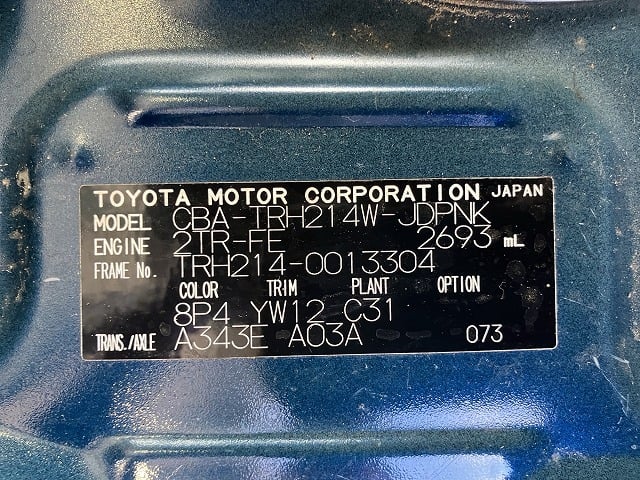 TOYOTA MOTOR CORPORATION JAPAN
MODEL CBA-TRH214W-JDPNK
ENGINE 2TR-FE 2693 mL
FRAME No. TRH214-0013304
COLOR TRIM PLANT OPTION
8P4 YW12 C31
TRANS./AXLE A343E A03A 073